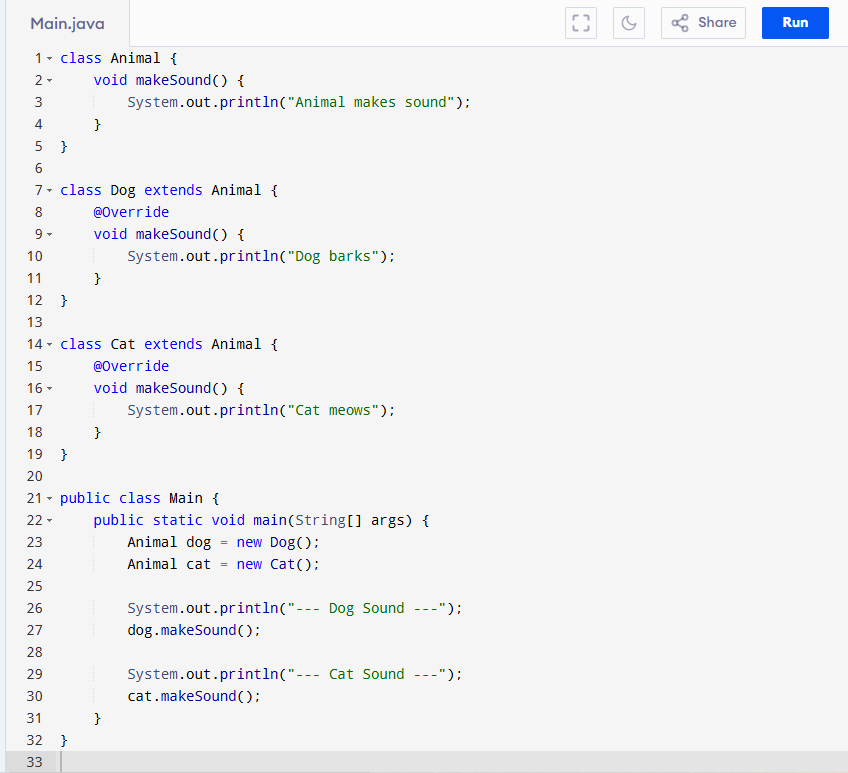 Main.java
Share
Run
1 class Animal {
2     void makeSound() {
3         System.out.println("Animal makes sound");
4     }
5 }
6
7 class Dog extends Animal {
8     @Override
9     void makeSound() {
10         System.out.println("Dog barks");
11     }
12 }
13
14 class Cat extends Animal {
15     @Override
16     void makeSound() {
17         System.out.println("Cat meows");
18     }
19 }
20
21 public class Main {
22     public static void main(String[] args) {
23         Animal dog = new Dog();
24         Animal cat = new Cat();
25
26         System.out.println("--- Dog Sound ---");
27         dog.makeSound();
28
29         System.out.println("--- Cat Sound ---");
30         cat.makeSound();
31     }
32 }
33